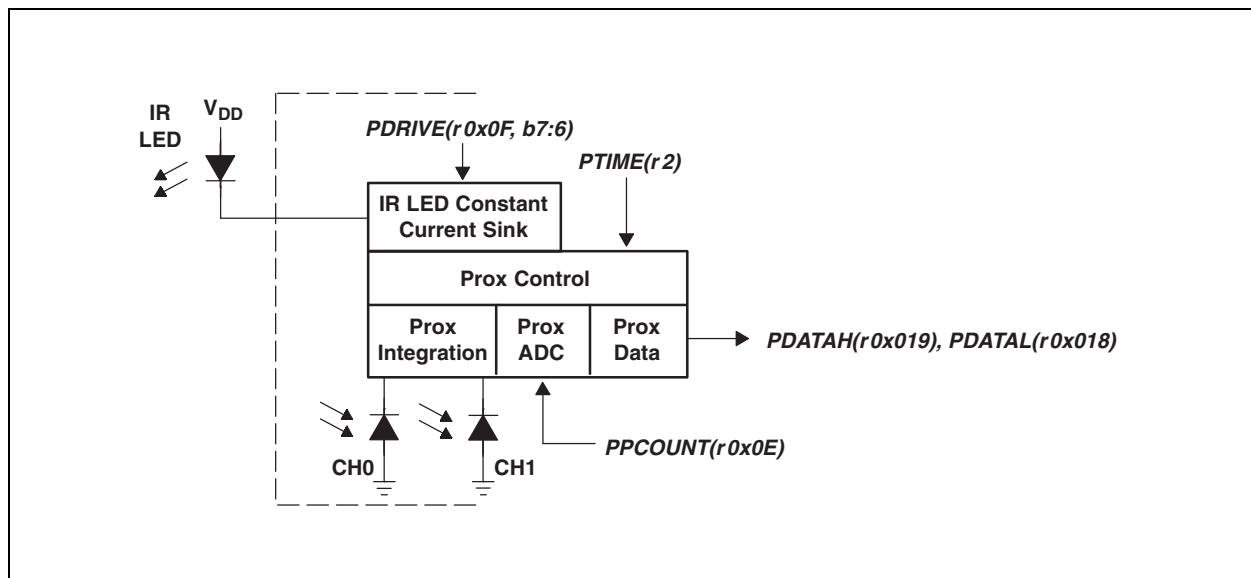 IR
LED
VDD
PDRIVE(r0x0F, b7:6)
PTIME(r2)
IR LED Constant
Current Sink
Prox Control
Prox
Integration
Prox
ADC
Prox
Data
PDATAH(r0x019), PDATAL(r0x018)
PPCOUNT(r0x0E)
CH0
CH1